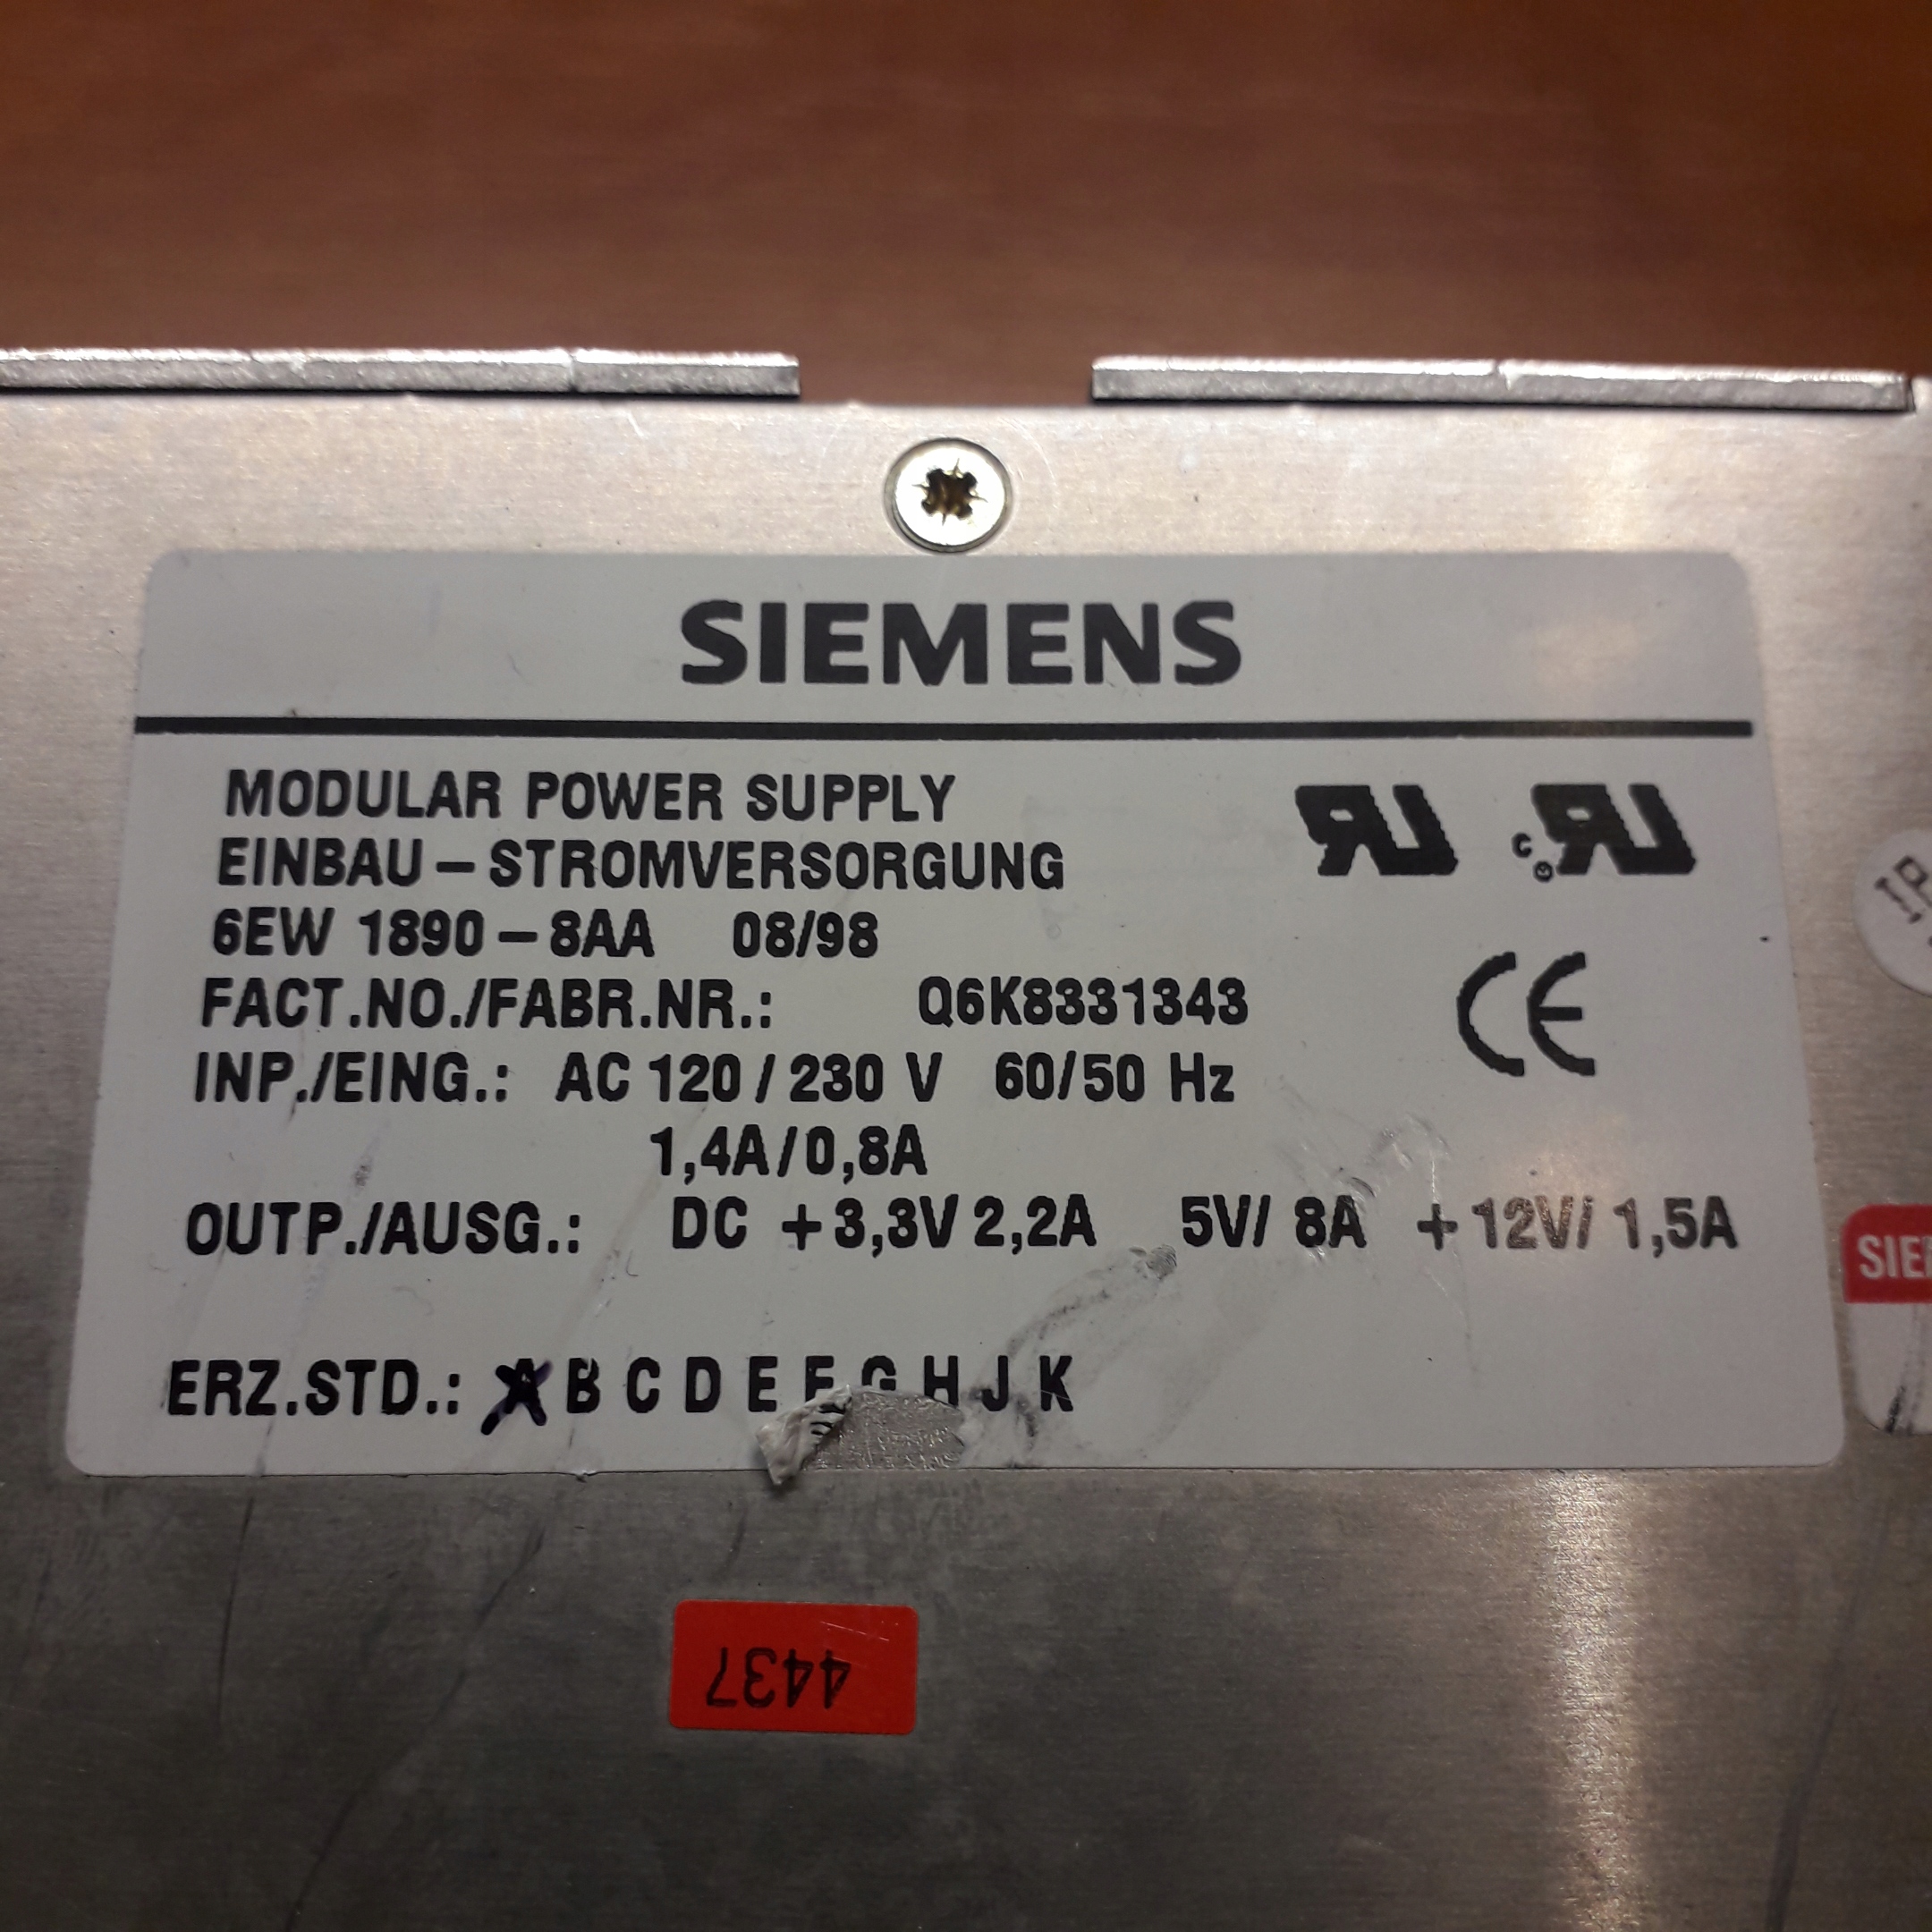 SIEMENS
MODULAR POWER SUPPLY
EINBAU – STROMVERSORGUNG
6EW 1890 – 8AA 08/98
FACT.NO./FABR.NR.: Q6K8331343
INP./EING.: AC 120 / 230 V 60/50 Hz
1,4A/0,8A
OUTP./AUSG.: DC +3,3V 2,2A 5V/ 8A +12V/ 1,5A
ERZ.STD.: A B C D E F G H J K
CE
4437